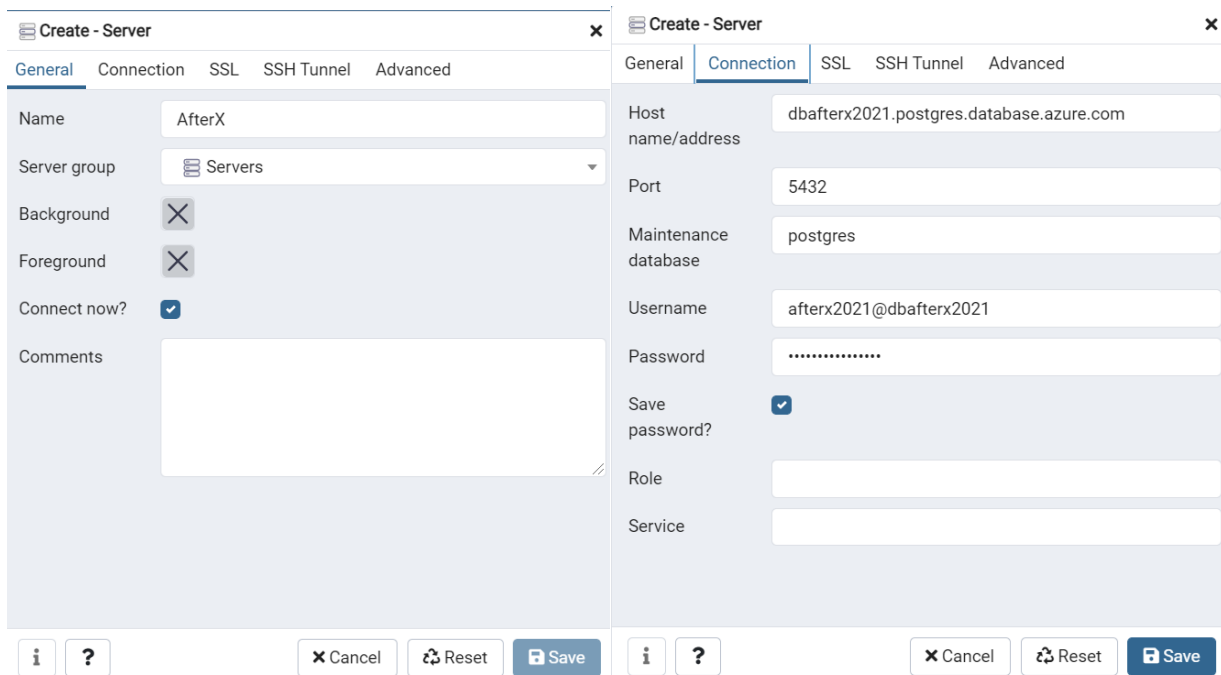 Create - Server
General Connection SSL SSH Tunnel Advanced
Name AfterX
Server group Servers
Background
Foreground
Connect now?
Comments
i ? Cancel Reset Save
Create - Server
General Connection SSL SSH Tunnel Advanced
Host name/address dbafterx2021.postgres.database.azure.com
Port 5432
Maintenance database postgres
Username afterx2021@dbafterx2021
Password ••••••••••••••••
Save password?
Role
Service
i ? Cancel Reset Save